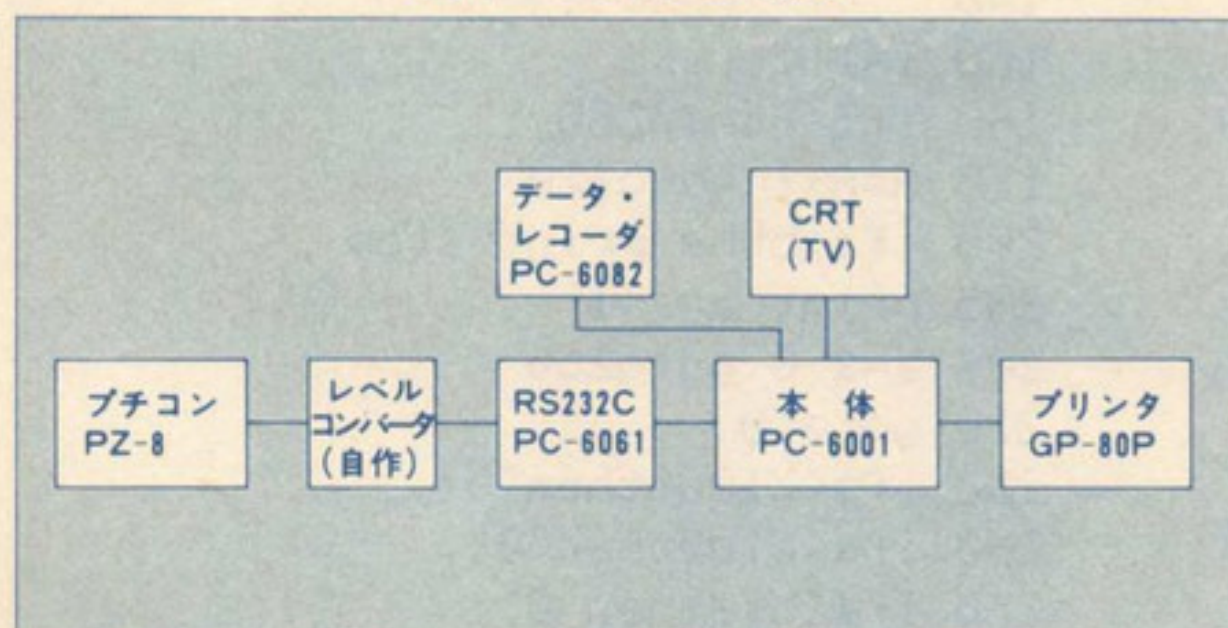 データ・
レコーダ
PC-6082
CRT
(TV)
プチコン
PZ-8
レベル
コンバータ
(自作)
RS232C
PC-6061
本 体
PC-6001
プリンタ
GP-80P